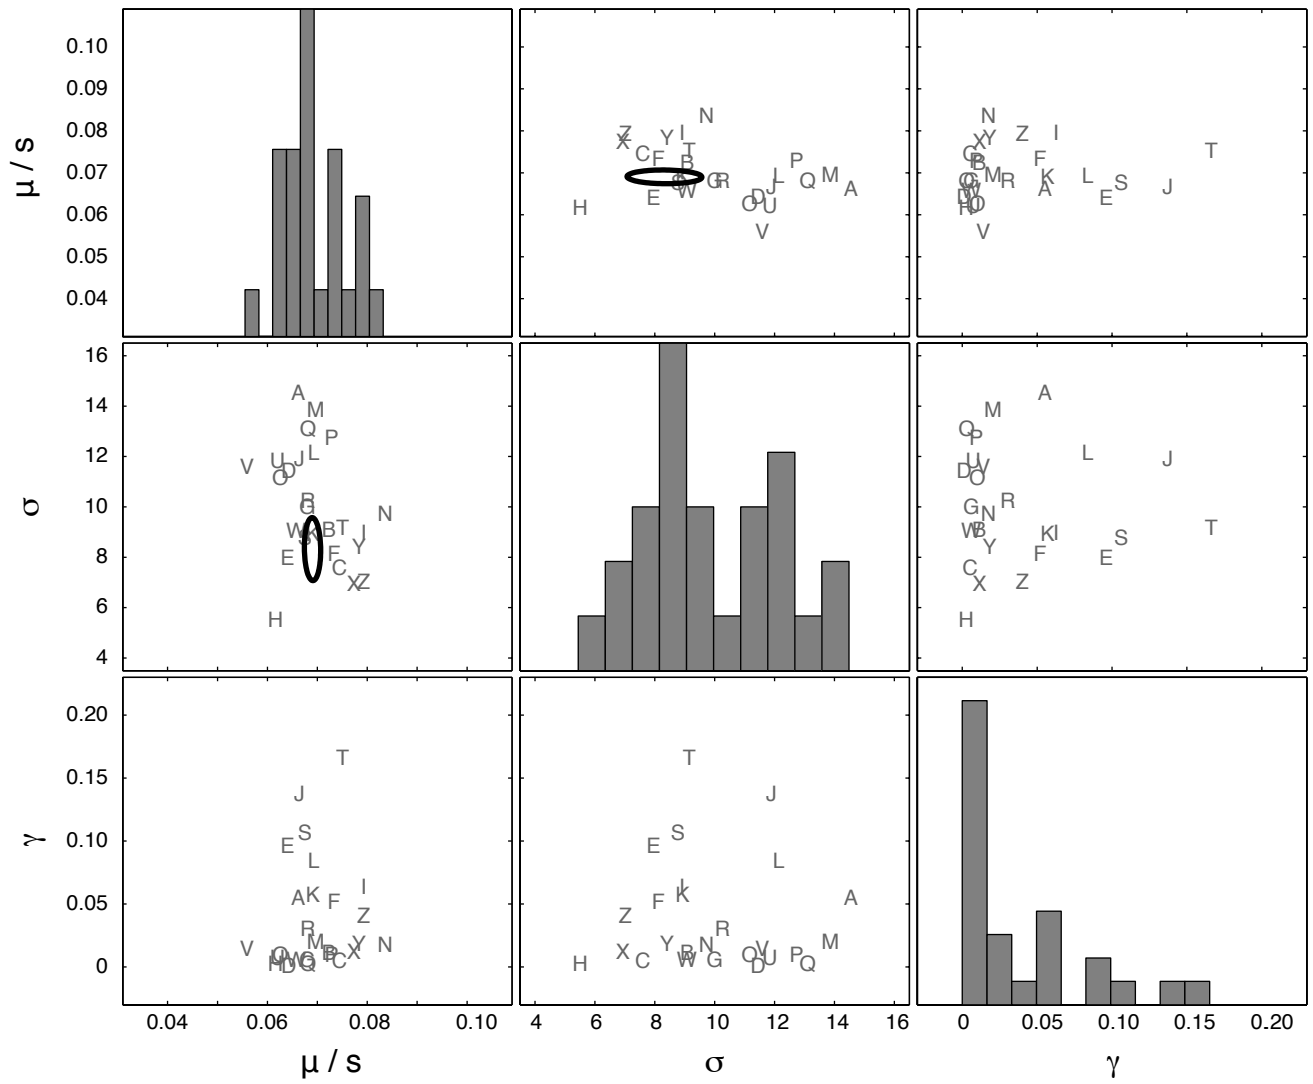 μ / s
0.10
0.09
0.08
0.07
0.06
0.05
0.04
N
Z
X
Y
I
C
F
T
B
P
L
M
Q
A
S
K
W
G
R
E
J
D
O
U
V
H
N
Z
I
X
Y
C
F
T
P
B
M
R
K
L
S
J
A
E
Q
G
W
D
H
U
O
V
σ
16
14
12
10
8
6
4
A
M
Q
P
L
J
U
D
O
V
R
G
N
W
K
B
T
I
S
Y
E
F
C
X
Z
H
A
M
Q
P
L
J
U
V
D
O
R
G
N
W
B
K
I
T
S
Y
F
E
C
X
Z
H
γ
0.20
0.15
0.10
0.05
0
T
J
S
E
L
I
A
K
F
Z
R
M
Y
N
V
X
B
P
O
U
W
G
C
H
D
Q
T
J
S
E
L
I
K
F
A
Z
R
M
Y
N
V
X
B
P
O
U
W
G
C
H
D
Q
0.04 0.06 0.08 0.10 4 6 8 10 12 14 16 0 0.05 0.10 0.15 0.20
μ / s σ γ